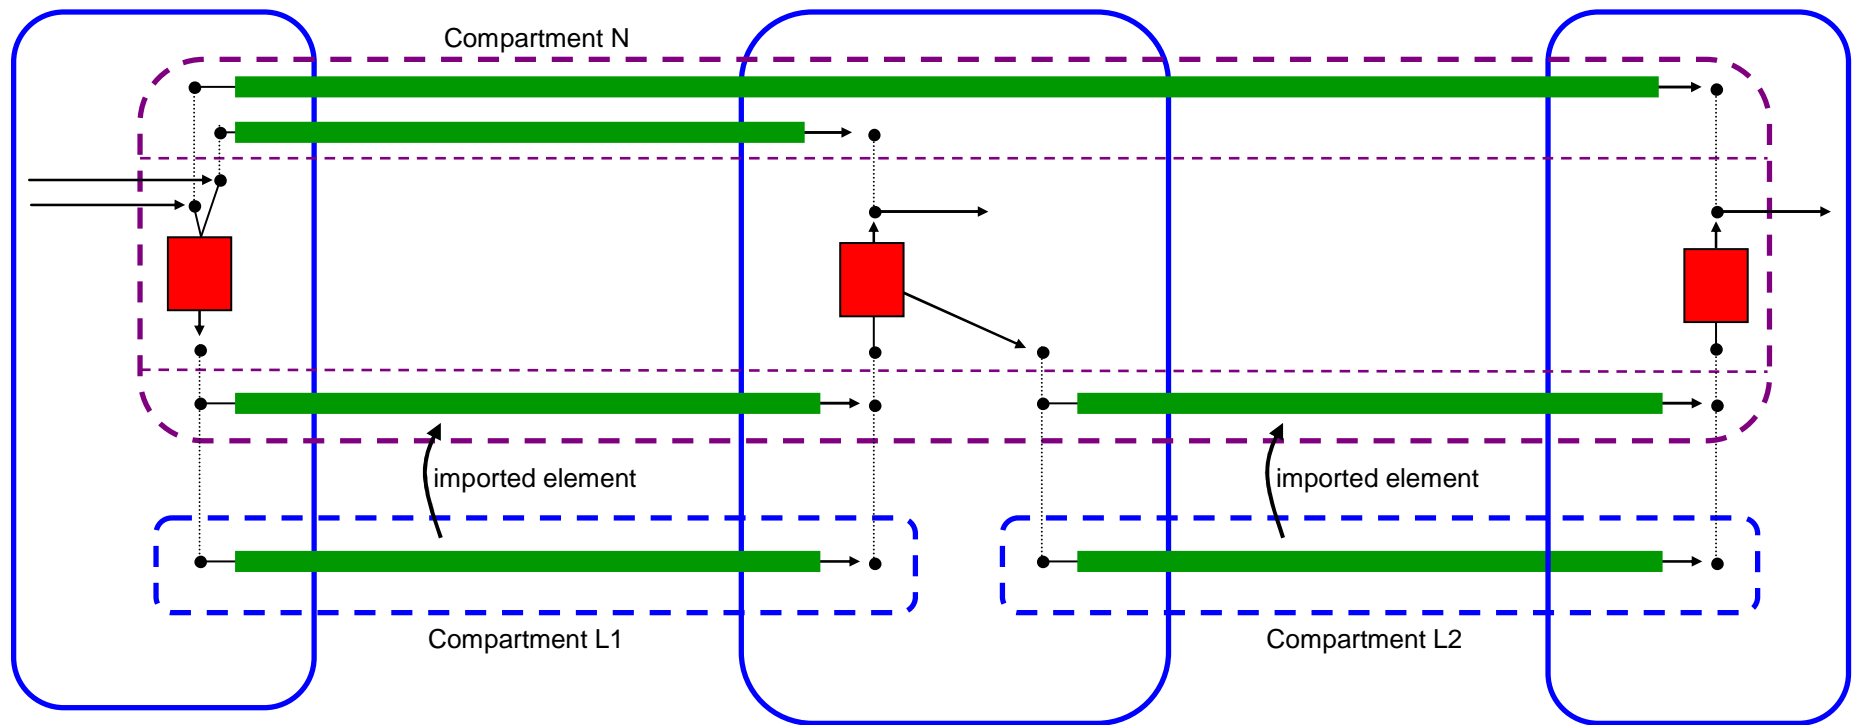 Compartment N
imported element
imported element
Compartment L1
Compartment L2